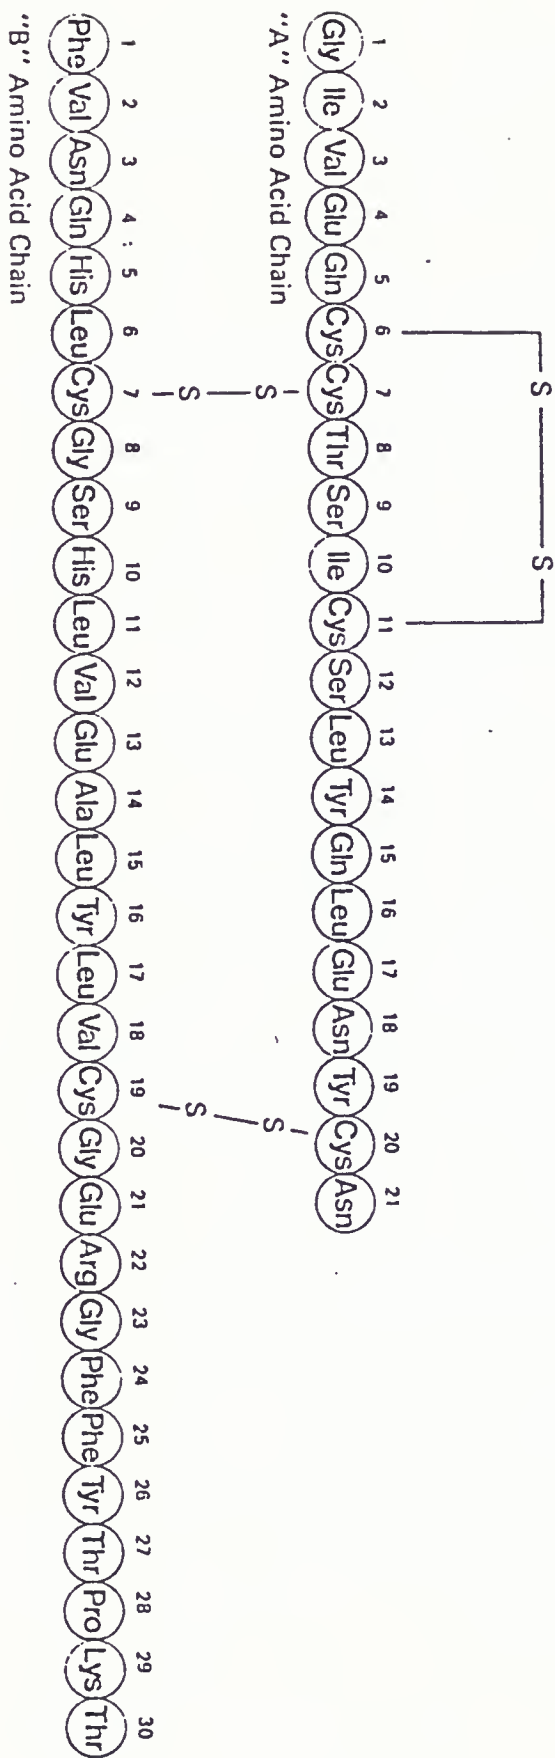 S S
1 2 3 4 5 6 7 8 9 10 11 12 13 14 15 16 17 18 19 20 21
Gly Ile Val Glu Gln Cys Cys Thr Ser Ile Cys Ser Leu Tyr Gln Leu Glu Asn Tyr Cys Asn
"A" Amino Acid Chain
S S
S S
1 2 3 4 : 5 6 7 8 9 10 11 12 13 14 15 16 17 18 19 20 21 22 23 24 25 26 27 28 29 30
Phe Val Asn Gln His Leu Cys Gly Ser His Leu Val Glu Ala Leu Tyr Leu Val Cys Gly Glu Arg Gly Phe Phe Tyr Thr Pro Lys Thr
"B" Amino Acid Chain